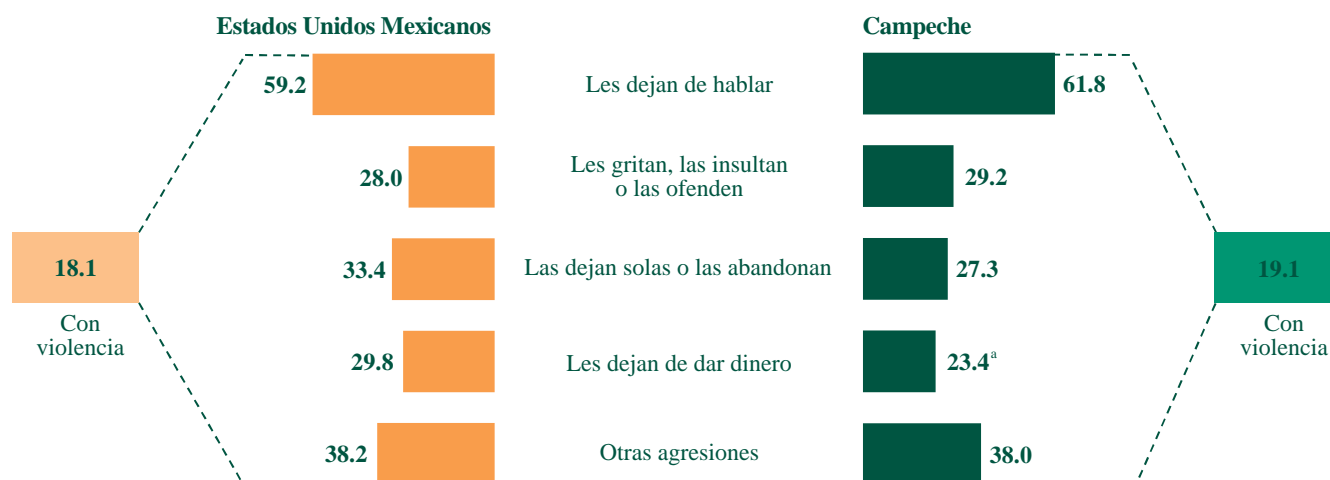 Estados Unidos Mexicanos
Campeche
59.2
Les dejan de hablar
61.8
28.0
Les gritan, las insultan
o las ofenden
29.2
18.1
Con
violencia
33.4
Las dejan solas o las abandonan
27.3
19.1
Con
violencia
29.8
Les dejan de dar dinero
23.4ª
38.2
Otras agresiones
38.0